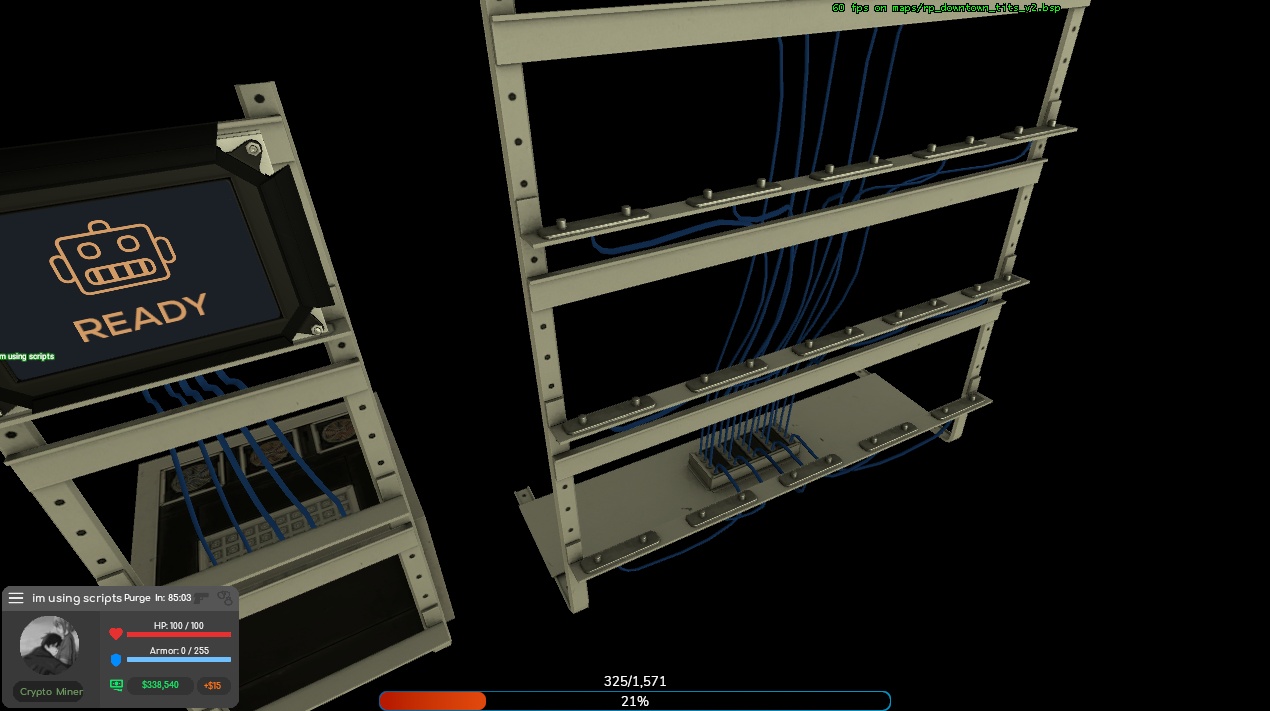 60 fps on maps/rp_downtown_tits_v2.bsp
READY
m using scripts
im using scripts Purge In: 85:03
HP: 100 / 100
Armor: 0 / 255
$338,540 +$15
Crypto Miner
325/1,571
21%